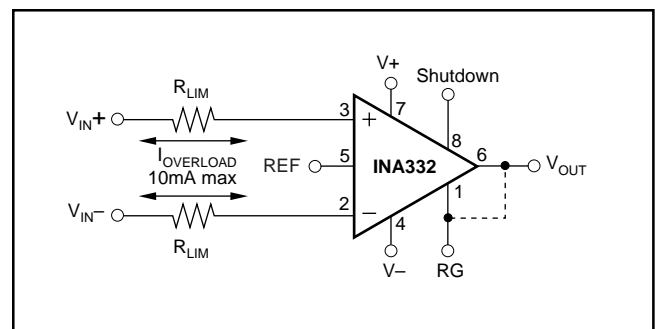 V+
Shutdown
RLIM
VIN+
3
+
7
8
IOVERLOAD
10mA max
REF
5
INA332
6
VOUT
1
VIN–
2
–
4
RLIM
V–
RG